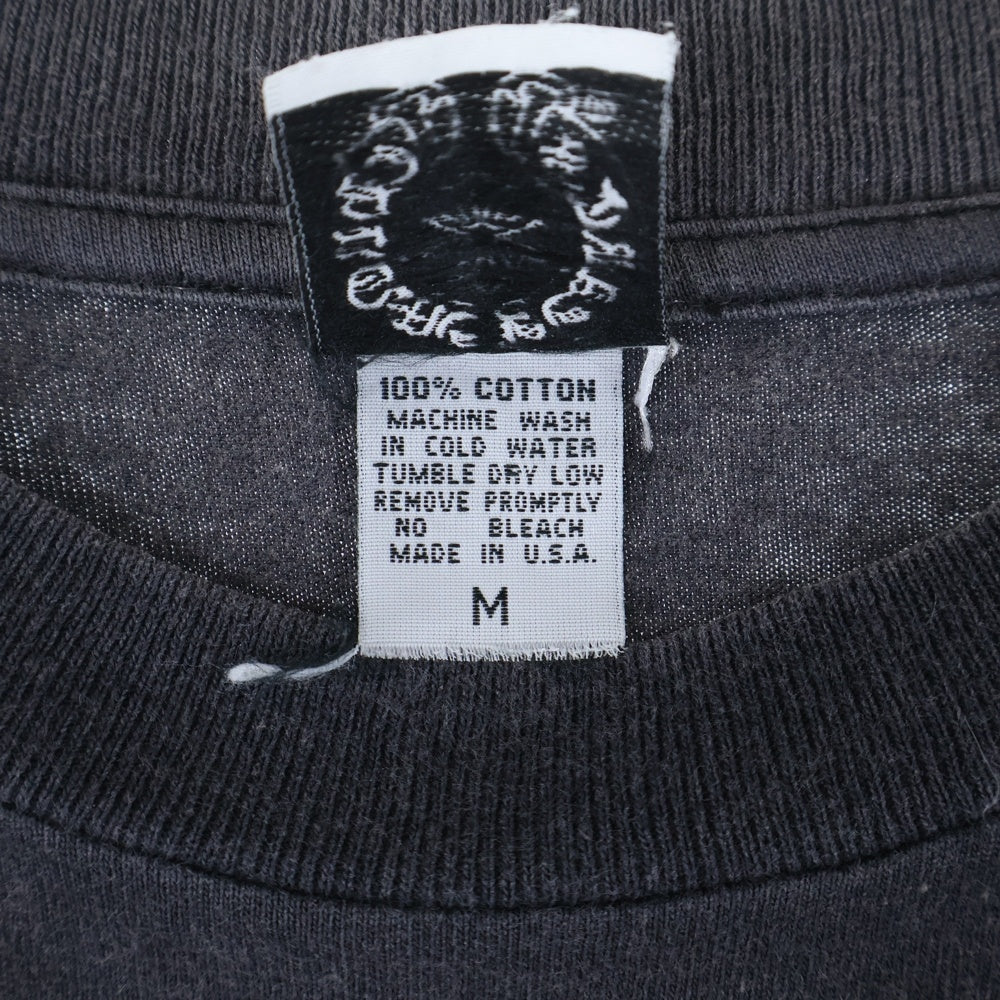 100% COTTON
MACHINE WASH
IN COLD WATER
TUMBLE DRY LOW
REMOVE PROMPTLY
NO BLEACH
MADE IN U.S.A.
M